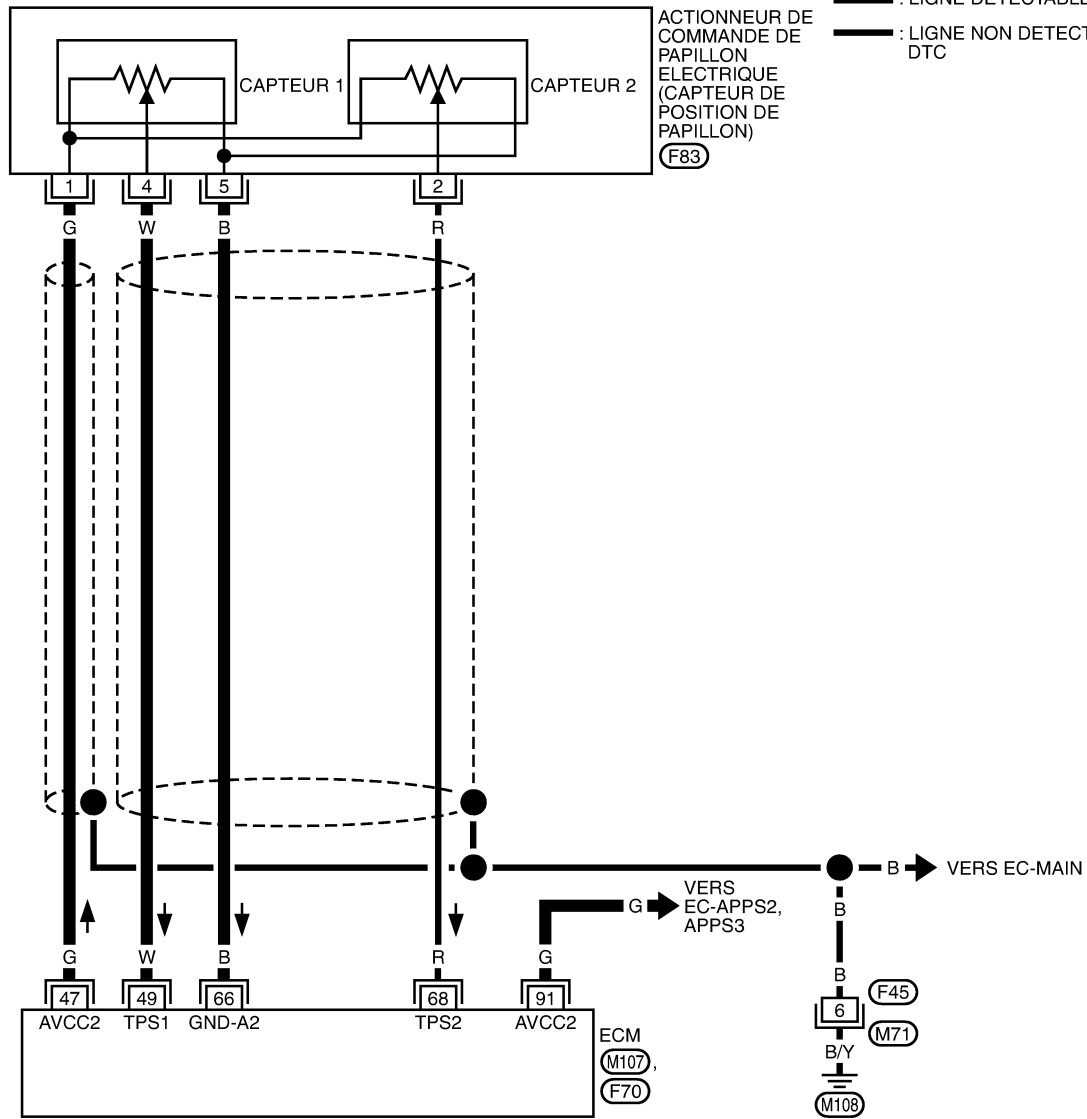 : LIGNE DETECTABLE
: LIGNE NON DETECT
DTC
ACTIONNEUR DE
COMMANDE DE
PAPILLON
ELECTRIQUE
(CAPTEUR DE
POSITION DE
PAPILLON)
F83
CAPTEUR 1
CAPTEUR 2
1 4 5 2
G W B R
B VERS EC-MAIN
G VERS
EC-APPS2,
APPS3
B
G W B R G B
47 49 66 68 91
AVCC2 TPS1 GND-A2 TPS2 AVCC2
ECM
M107,
F70
F45
6
M71
B/Y
M108